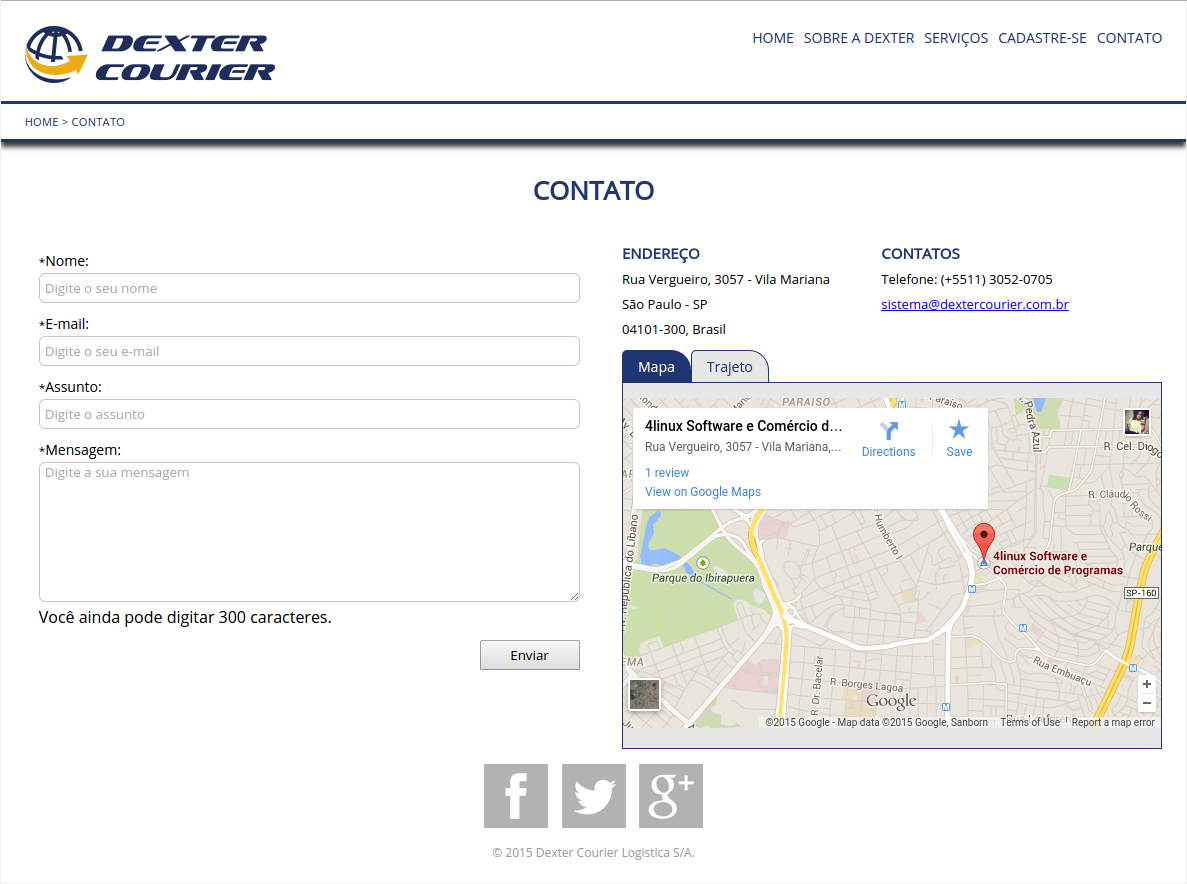 DEXTER
COURIER
HOME SOBRE A DEXTER SERVIÇOS CADASTRE-SE CONTATO
HOME > CONTATO
CONTATO
*Nome:
Digite o seu nome
*E-mail:
Digite o seu e-mail
*Assunto:
Digite o assunto
*Mensagem:
Digite a sua mensagem
Você ainda pode digitar 300 caracteres.
Enviar
ENDEREÇO
Rua Vergueiro, 3057 - Vila Mariana
São Paulo - SP
04101-300, Brasil
CONTATOS
Telefone: (+5511) 3052-0705
sistema@dextercourier.com.br
Mapa Trajeto
PARAISO
4linux Software e Comércio d...
Rua Vergueiro, 3057 - Vila Mariana,...
1 review
View on Google Maps
Directions
Save
R. Pedra Azul
R. Cel. Diogo
R. Cláudio Rossi
R. Humberto I
República do Líbano
Parque do Ibirapuera
4linux Software e
Comércio de Programas
Parque
SP-160
EMA
R. Dr. Bacelar
R. Borges Lagoa
Rua Embuaçu
Google
+
−
©2015 Google - Map data ©2015 Google, Sanborn Terms of Use Report a map error
f g+
© 2015 Dexter Courier Logistica S/A.